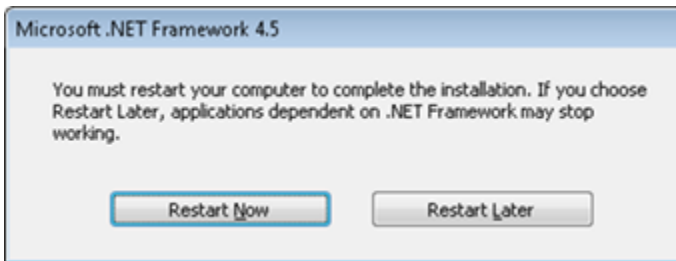 Microsoft .NET Framework 4.5
You must restart your computer to complete the installation. If you choose
Restart Later, applications dependent on .NET Framework may stop
working.
Restart Now
Restart Later